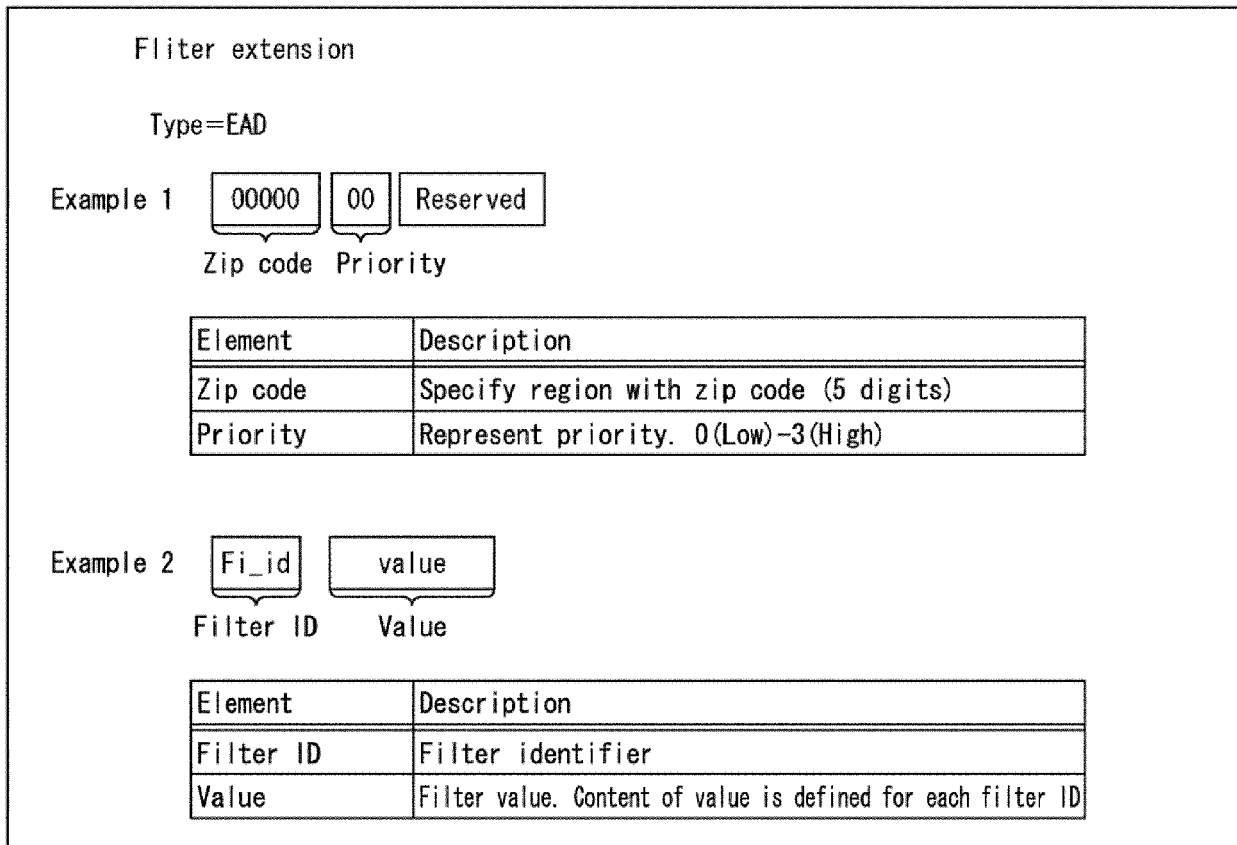 Fliter extension
Type=EAD
Example 1 00000 00 Reserved
Zip code Priority
Element Description
Zip code Specify region with zip code (5 digits)
Priority Represent priority. 0(Low)-3(High)
Example 2 Fi_id value
Filter ID Value
Element Description
Filter ID Filter identifier
Value Filter value. Content of value is defined for each filter ID